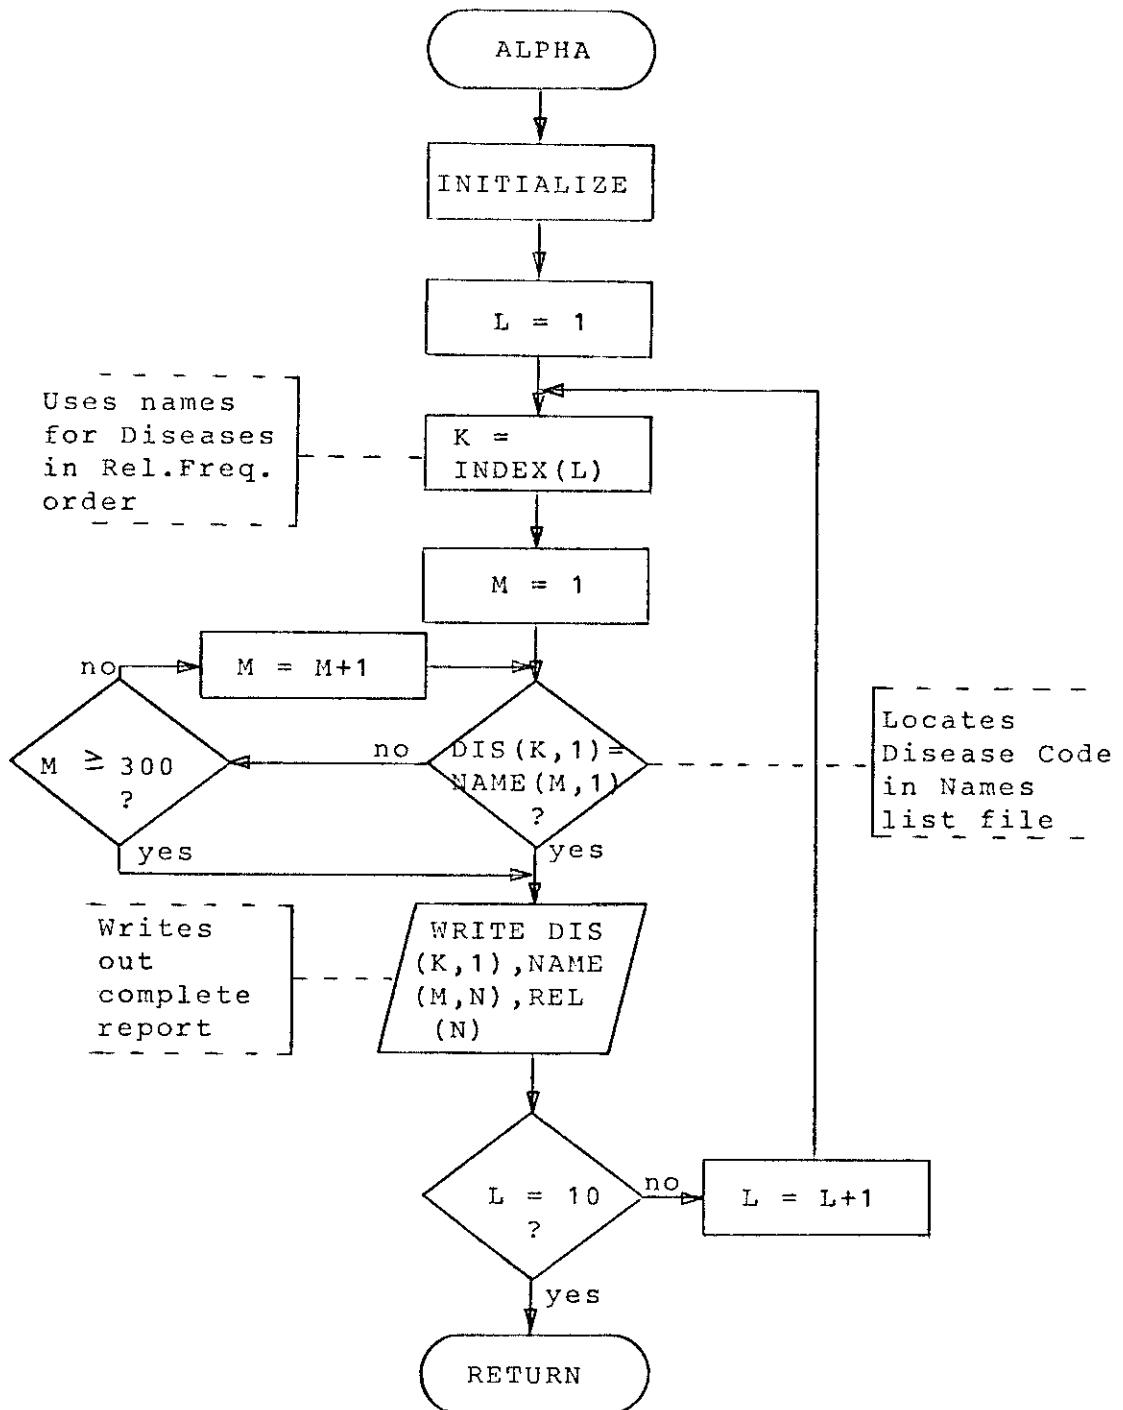 ALPHA
INITIALIZE
L = 1
Uses names
for Diseases
in Rel.Freq.
order
K =
INDEX(L)
M = 1
no
M = M+1
M ≥ 300
?
no
DIS(K,1)=
NAME(M,1)
?
Locates
Disease Code
in Names
list file
yes
yes
Writes
out
complete
report
WRITE DIS
(K,1),NAME
(M,N),REL
(N)
L = 10
?
no
L = L+1
yes
RETURN